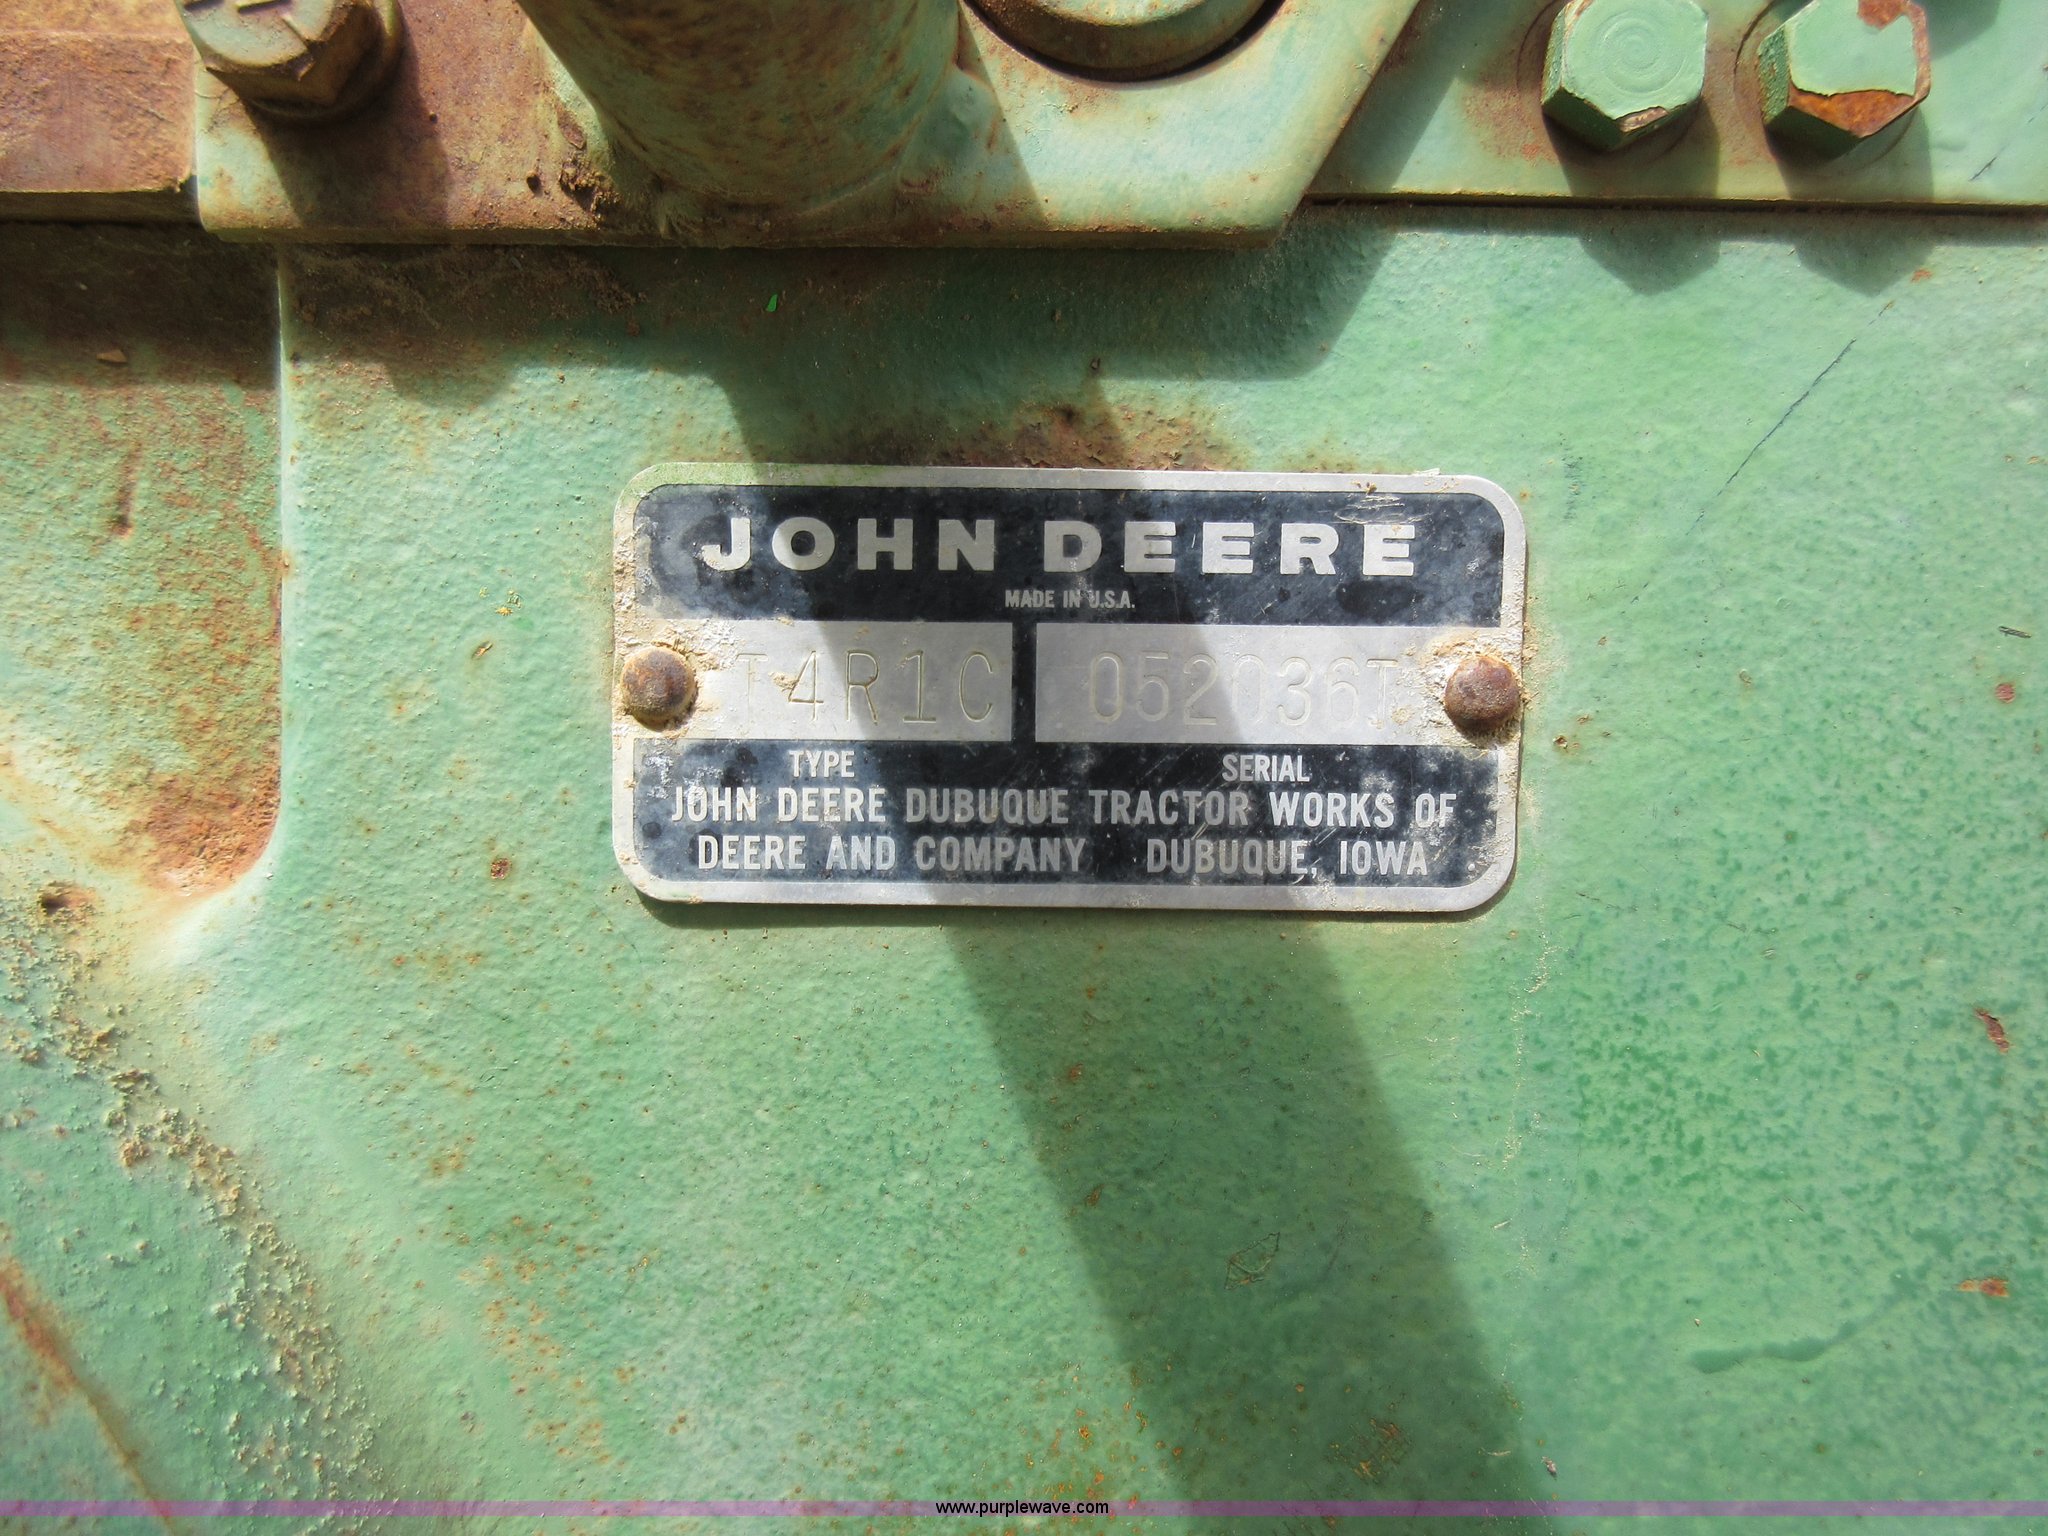 JOHN DEERE
MADE IN U.S.A.
T4R1C 052036T
TYPE SERIAL
JOHN DEERE DUBUQUE TRACTOR WORKS OF
DEERE AND COMPANY DUBUQUE, IOWA
www.purplewave.com